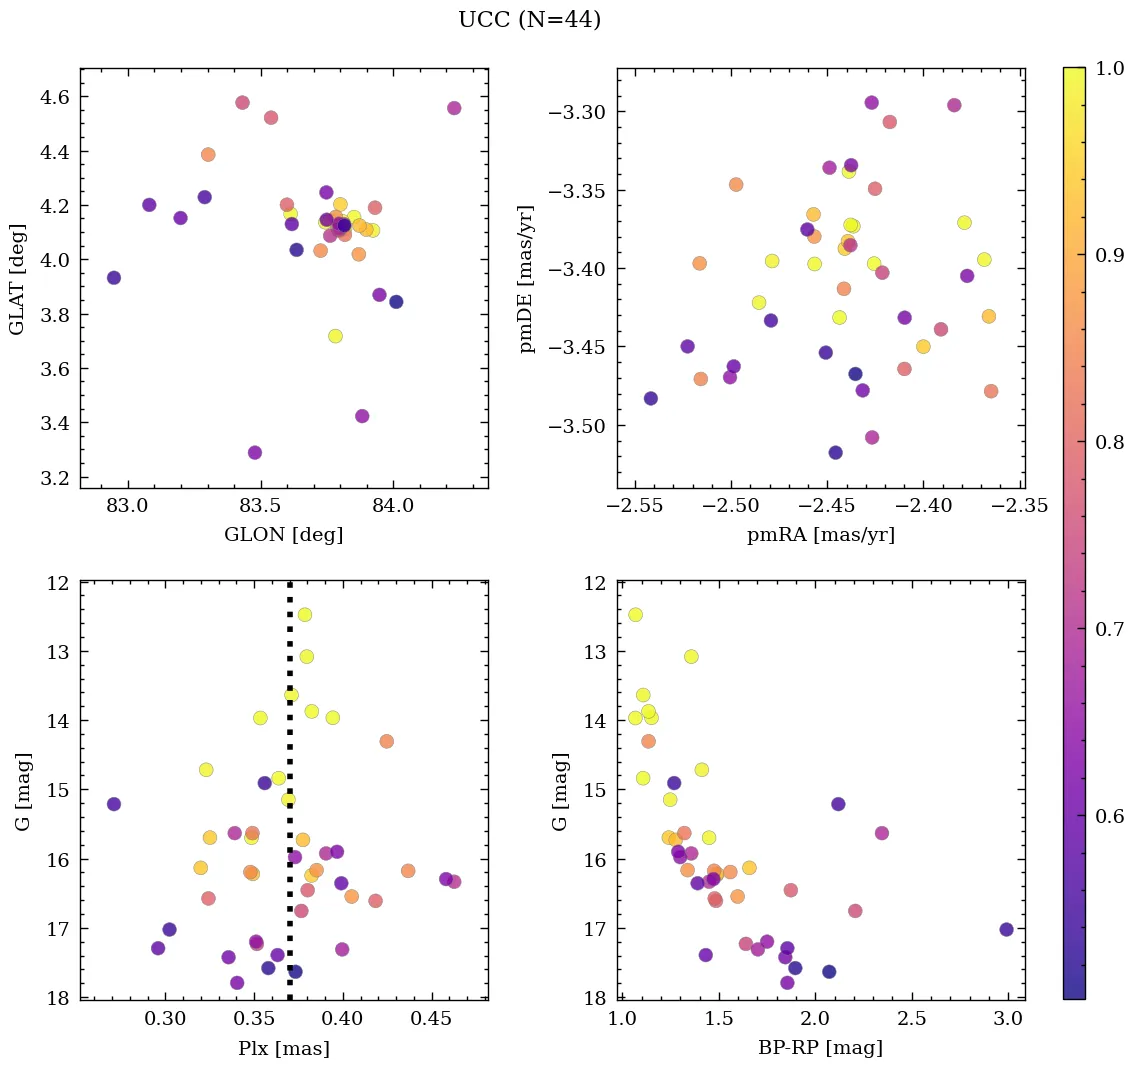 UCC (N=44)
4.6
4.4
4.2
4.0
3.8
3.6
3.4
3.2
83.0 83.5 84.0
GLON [deg]
GLAT [deg]
−3.30
−3.35
−3.40
−3.45
−3.50
−2.55 −2.50 −2.45 −2.40 −2.35
pmRA [mas/yr]
pmDE [mas/yr]
12
13
14
15
16
17
18
0.30 0.35 0.40 0.45
Plx [mas]
G [mag]
12
13
14
15
16
17
18
1.0 1.5 2.0 2.5 3.0
BP-RP [mag]
G [mag]
1.0
0.9
0.8
0.7
0.6